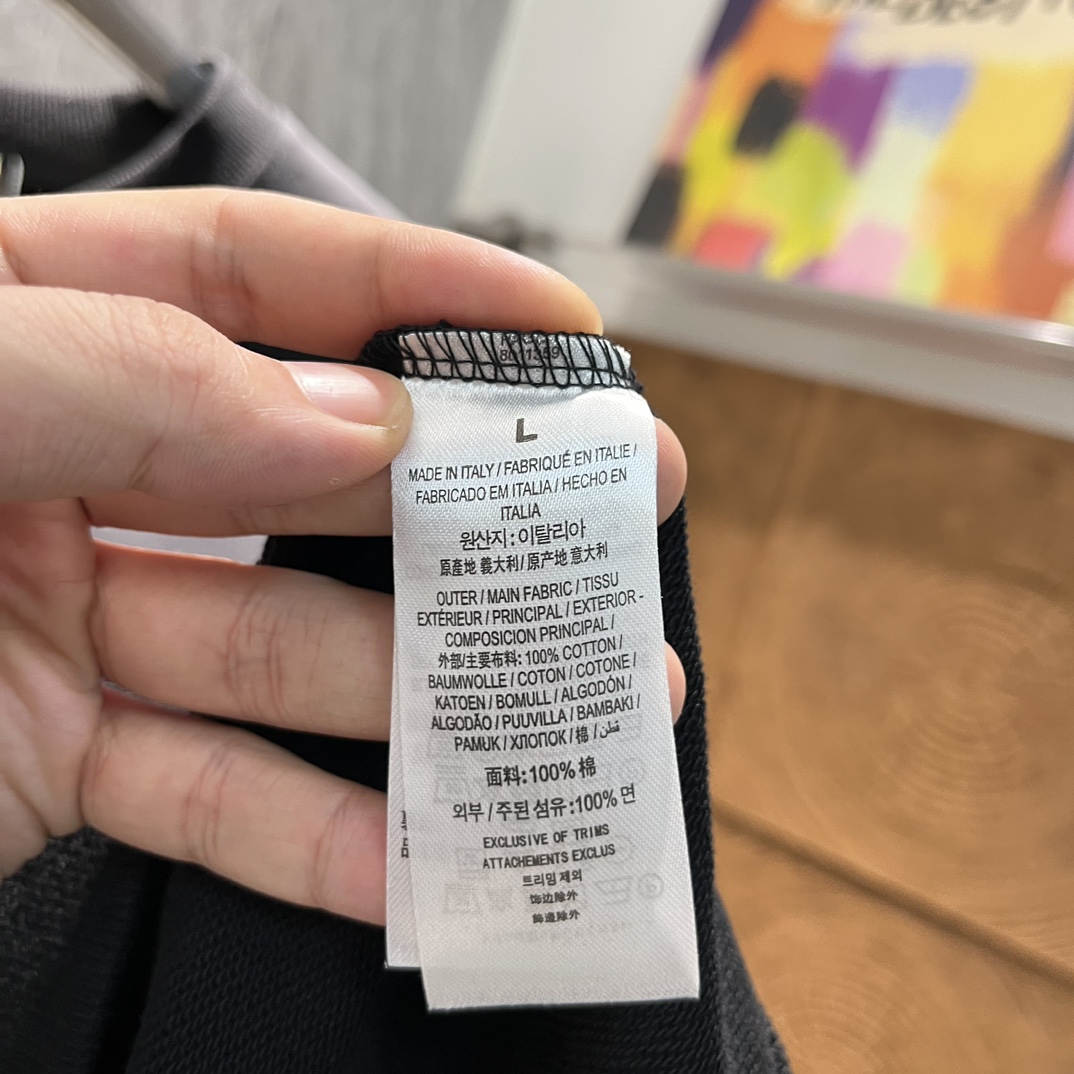 L
MADE IN ITALY / FABRIQUÉ EN ITALIE /
FABRICADO EM ITALIA / HECHO EN
ITALIA
원산지 : 이탈리아
原產地 義大利 / 原产地 意大利
OUTER / MAIN FABRIC / TISSU
EXTÉRIEUR / PRINCIPAL / EXTERIOR -
COMPOSICION PRINCIPAL /
外部/主要布料: 100% COTTON /
BAUMWOLLE / COTON / COTONE /
KATOEN / BOMULL / ALGODÓN /
ALGODÃO / PUUVILLA / BAMBAKI /
PAMUK / ХЛОПОК / 棉 / قطن
面料:100% 棉
외부 / 주된 섬유 :100% 면
EXCLUSIVE OF TRIMS
ATTACHEMENTS EXCLUS
트리밍 제외
饰边除外
飾邊除外